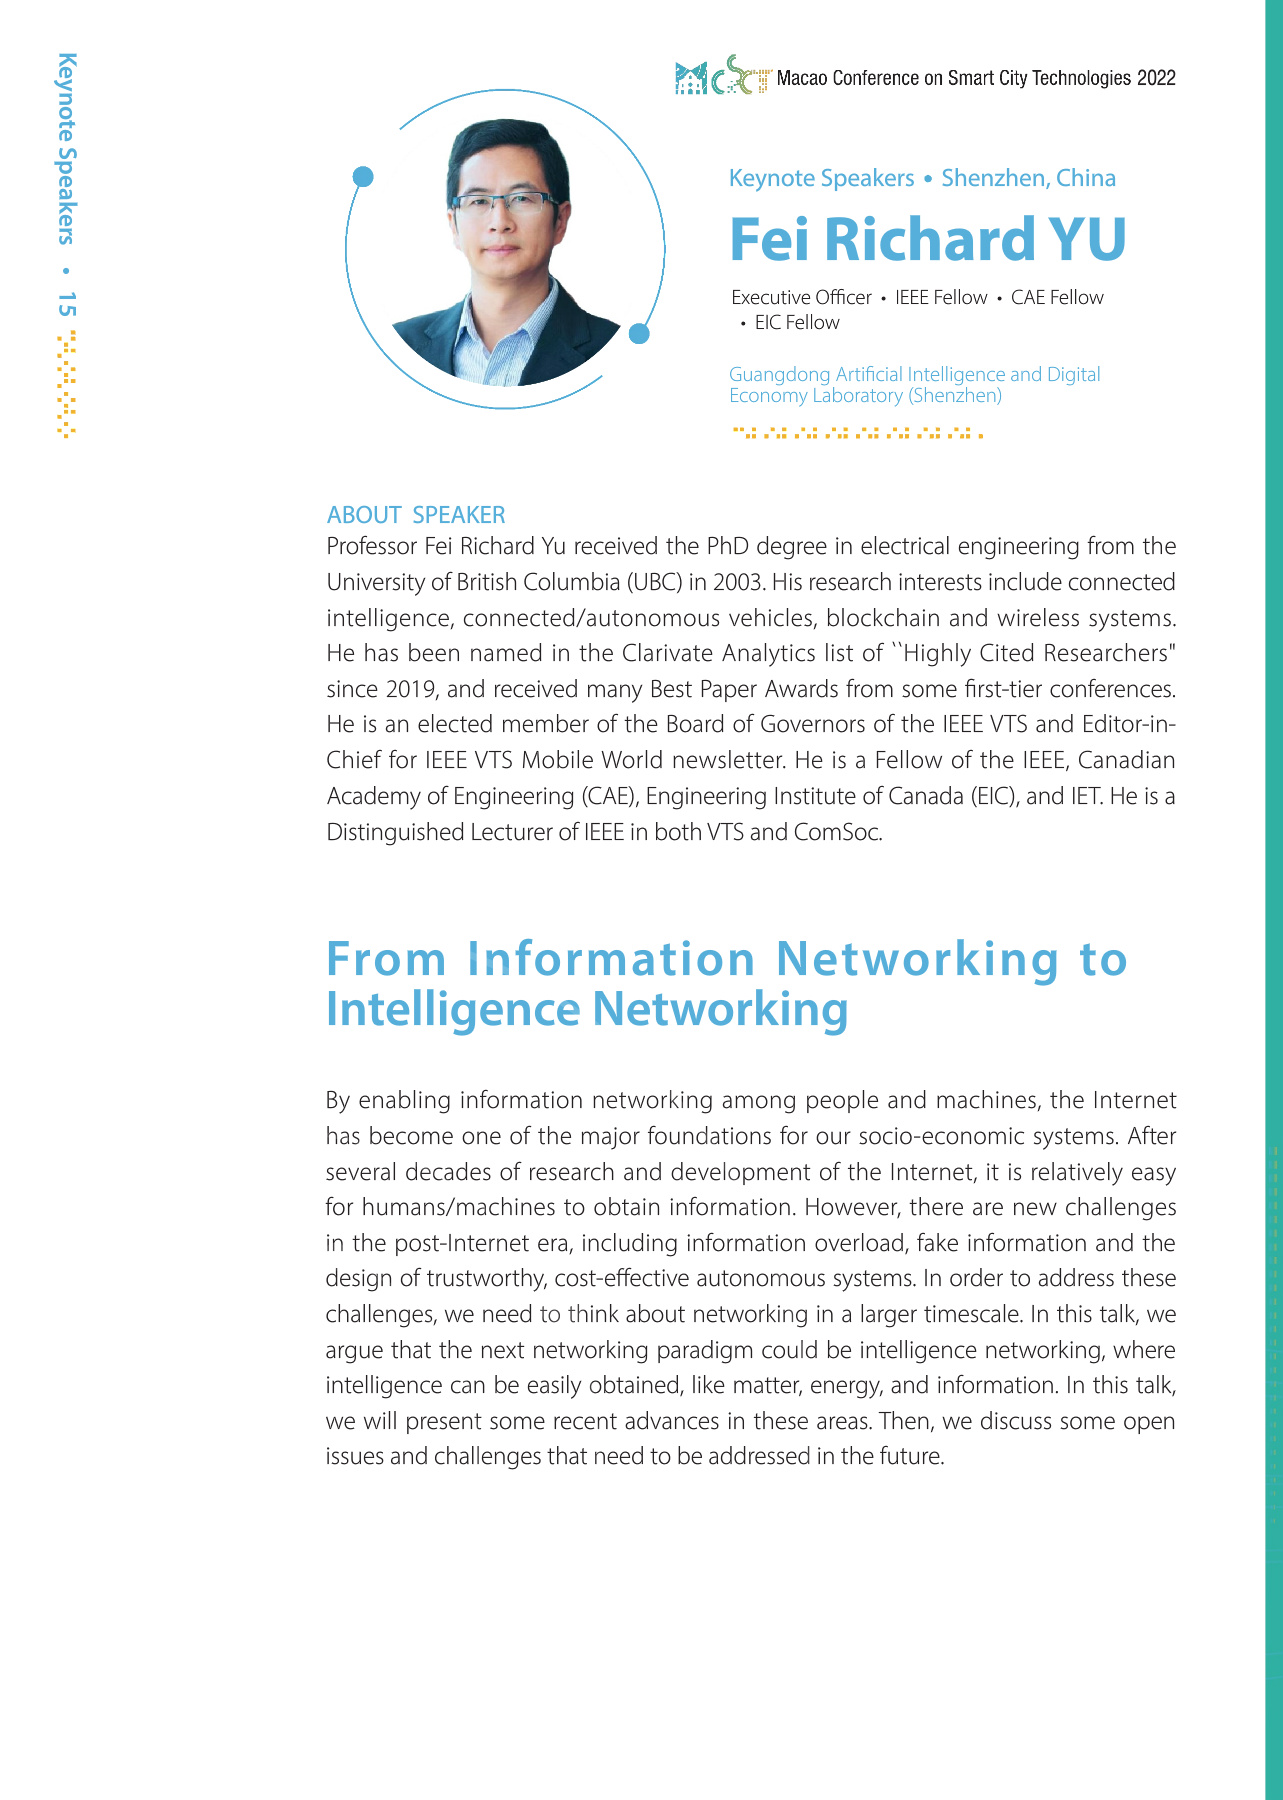 Keynote Speakers • 15
MCSCT Macao Conference on Smart City Technologies 2022
Keynote Speakers • Shenzhen, China
Fei Richard YU
Executive Officer • IEEE Fellow • CAE Fellow
• EIC Fellow
Guangdong Artificial Intelligence and Digital
Economy Laboratory (Shenzhen)
ABOUT SPEAKER
Professor Fei Richard Yu received the PhD degree in electrical engineering from the
University of British Columbia (UBC) in 2003. His research interests include connected
intelligence, connected/autonomous vehicles, blockchain and wireless systems.
He has been named in the Clarivate Analytics list of ``Highly Cited Researchers"
since 2019, and received many Best Paper Awards from some first-tier conferences.
He is an elected member of the Board of Governors of the IEEE VTS and Editor-in-
Chief for IEEE VTS Mobile World newsletter. He is a Fellow of the IEEE, Canadian
Academy of Engineering (CAE), Engineering Institute of Canada (EIC), and IET. He is a
Distinguished Lecturer of IEEE in both VTS and ComSoc.
From Information Networking to
Intelligence Networking
By enabling information networking among people and machines, the Internet
has become one of the major foundations for our socio-economic systems. After
several decades of research and development of the Internet, it is relatively easy
for humans/machines to obtain information. However, there are new challenges
in the post-Internet era, including information overload, fake information and the
design of trustworthy, cost-effective autonomous systems. In order to address these
challenges, we need to think about networking in a larger timescale. In this talk, we
argue that the next networking paradigm could be intelligence networking, where
intelligence can be easily obtained, like matter, energy, and information. In this talk,
we will present some recent advances in these areas. Then, we discuss some open
issues and challenges that need to be addressed in the future.